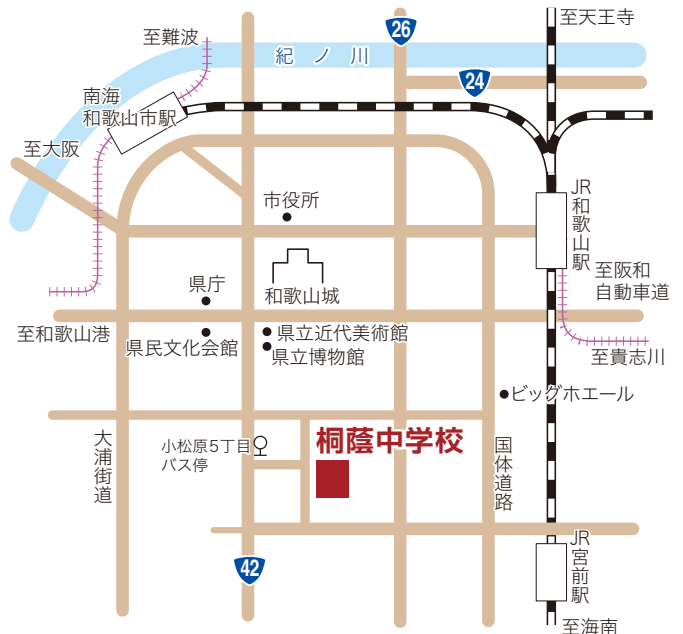 至天王寺
26
至難波
紀ノ川
24
南海
和歌山市駅
至大阪
市役所
JR和歌山駅
至阪和
自動車道
県庁
和歌山城
至和歌山港
県民文化会館
県立近代美術館
県立博物館
至貴志川
ビッグホエール
大浦街道
小松原5丁目
バス停
桐蔭中学校
国体道路
42
JR宮前駅
至海南